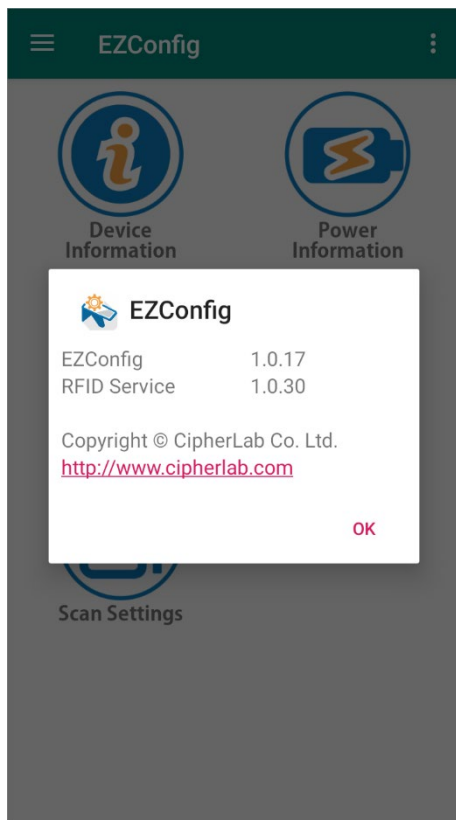 EZConfig
Device
Information
Power
Information
EZConfig
EZConfig 1.0.17
RFID Service 1.0.30
Copyright © CipherLab Co. Ltd.
http://www.cipherlab.com
OK
Scan Settings